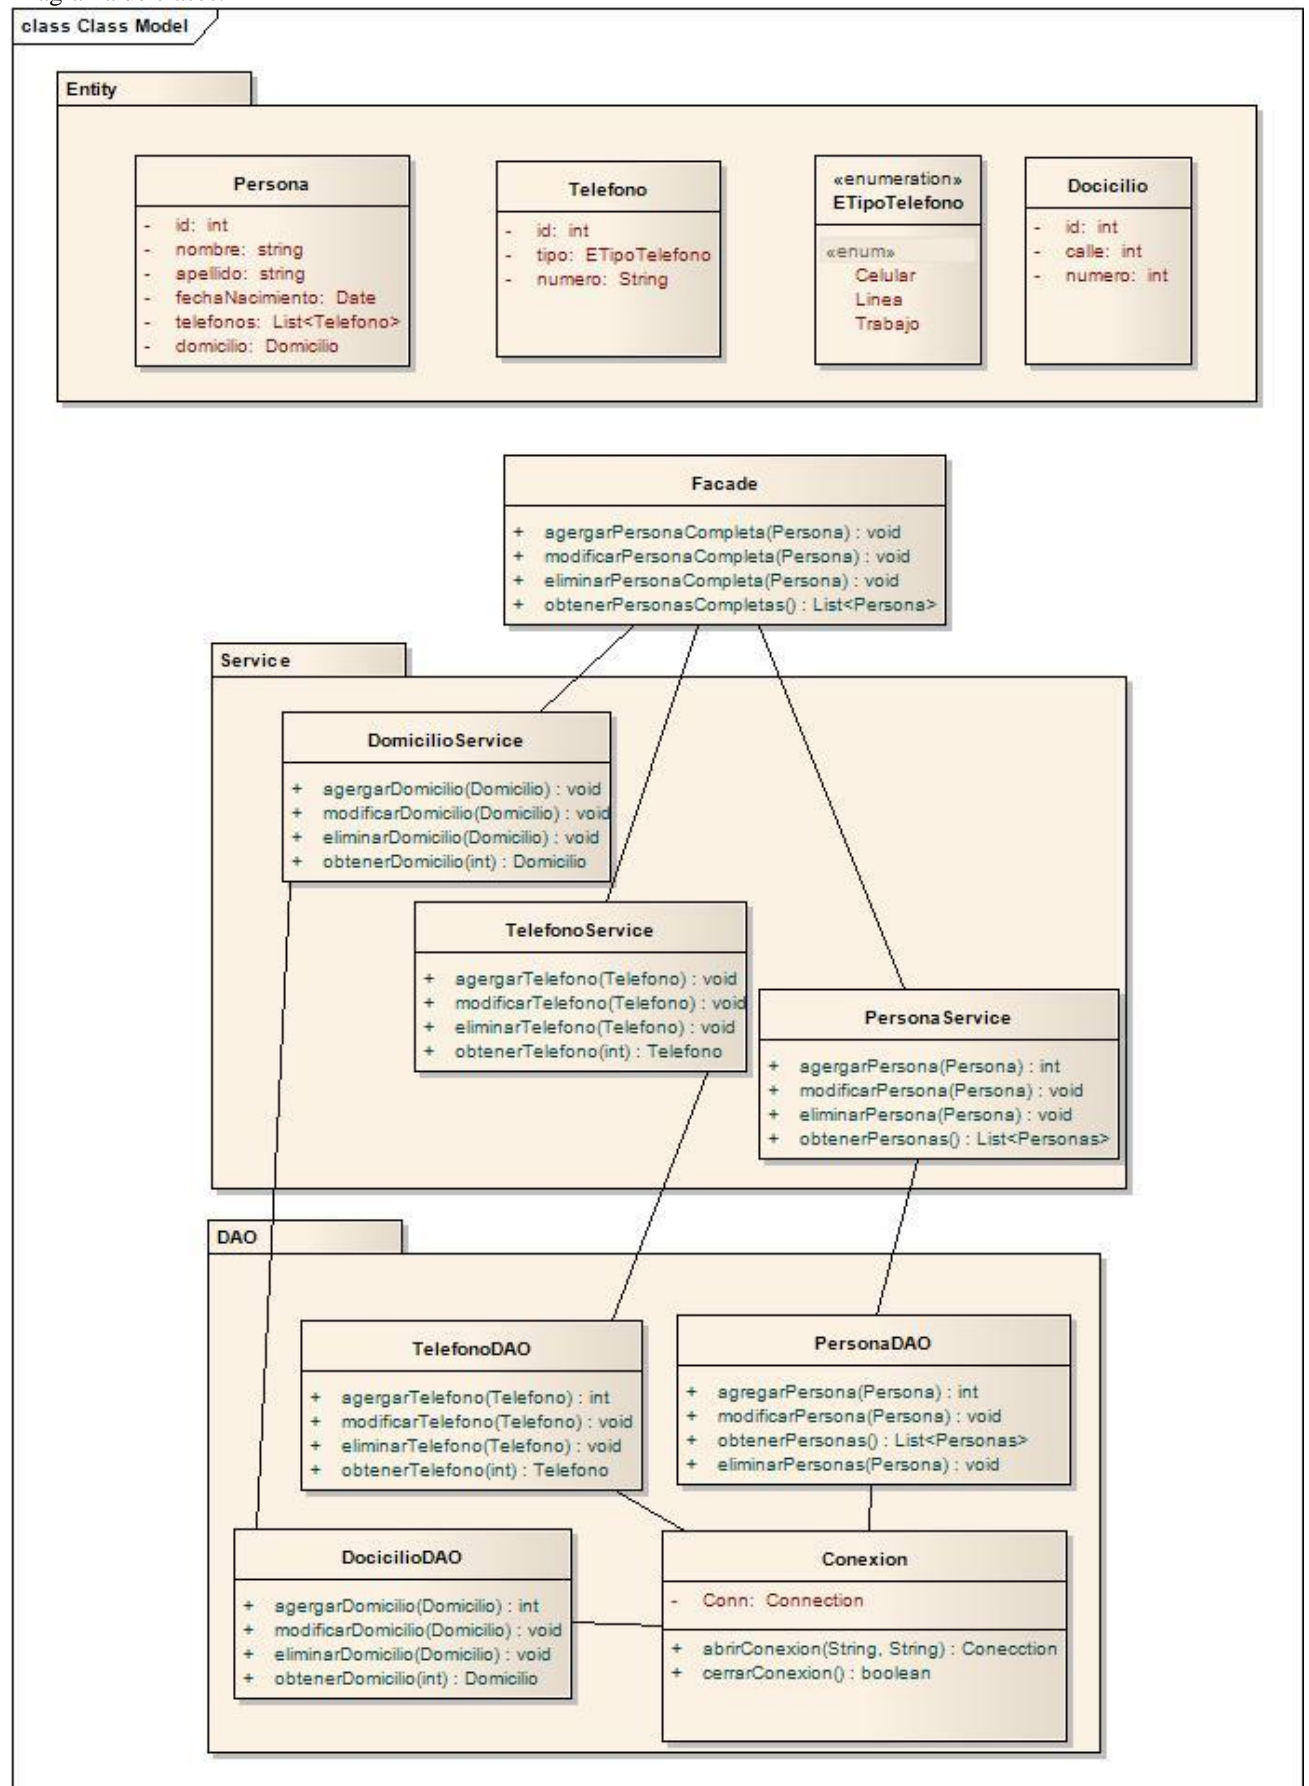 class Class Model
Entity
Persona
- id: int
- nombre: string
- apellido: string
- fechaNacimiento: Date
- telefonos: List<Telefono>
- domicilio: Domicilio
Telefono
- id: int
- tipo: ETipoTelefono
- numero: String
«enumeration»
ETipoTelefono
«enum»
Celular
Linea
Trabajo
Docicilio
- id: int
- calle: int
- numero: int
Facade
+ agergarPersonaCompleta(Persona) : void
+ modificarPersonaCompleta(Persona) : void
+ eliminarPersonaCompleta(Persona) : void
+ obtenerPersonasCompletas() : List<Persona>
Service
DomicilioService
+ agergarDomicilio(Domicilio) : void
+ modificarDomicilio(Domicilio) : void
+ eliminarDomicilio(Domicilio) : void
+ obtenerDomicilio(int) : Domicilio
TelefonoService
+ agergarTelefono(Telefono) : void
+ modificarTelefono(Telefono) : void
+ eliminarTelefono(Telefono) : void
+ obtenerTelefono(int) : Telefono
PersonaService
+ agergarPersona(Persona) : int
+ modificarPersona(Persona) : void
+ eliminarPersona(Persona) : void
+ obtenerPersonas() : List<Personas>
DAO
TelefonoDAO
+ agergarTelefono(Telefono) : int
+ modificarTelefono(Telefono) : void
+ eliminarTelefono(Telefono) : void
+ obtenerTelefono(int) : Telefono
PersonaDAO
+ agregarPersona(Persona) : int
+ modificarPersona(Persona) : void
+ obtenerPersonas() : List<Personas>
+ eliminarPersonas(Persona) : void
DocicilioDAO
+ agergarDomicilio(Domicilio) : int
+ modificarDomicilio(Domicilio) : void
+ eliminarDomicilio(Domicilio) : void
+ obtenerDomicilio(int) : Domicilio
Conexion
- Conn: Connection
+ abrirConexion(String, String) : Conecction
+ cerrarConexion() : boolean